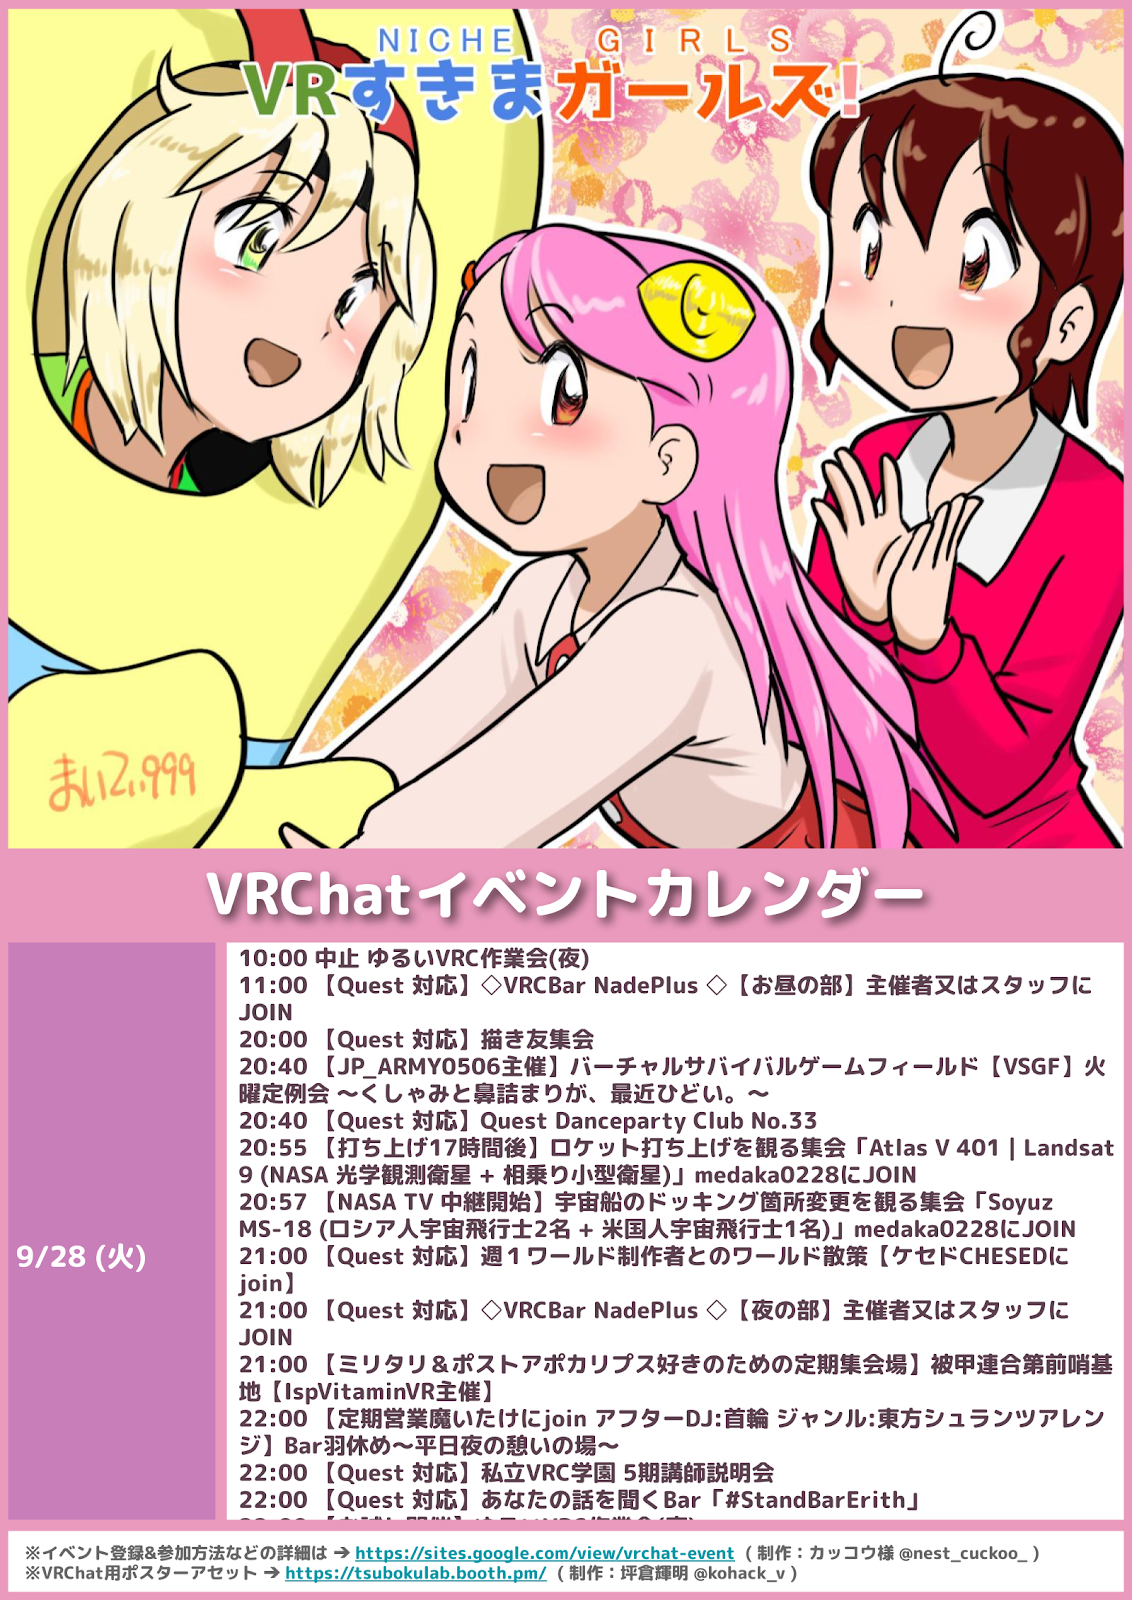 NICHE GIRLS
VRすきまガールズ!
まいてぃ999
VRChatイベントカレンダー
9/28 (火)
10:00 中止 ゆるいVRC作業会(夜)
11:00 【Quest 対応】◇VRCBar NadePlus ◇【お昼の部】主催者又はスタッフに
JOIN
20:00 【Quest 対応】描き友集会
20:40 【JP_ARMY0506主催】バーチャルサバイバルゲームフィールド【VSGF】火
曜定例会 ～くしゃみと鼻詰まりが、最近ひどい。～
20:40 【Quest 対応】Quest Danceparty Club No.33
20:55 【打ち上げ17時間後】ロケット打ち上げを観る集会「Atlas V 401 | Landsat
9 (NASA 光学観測衛星 + 相乗り小型衛星)」medaka0228にJOIN
20:57 【NASA TV 中継開始】宇宙船のドッキング箇所変更を観る集会「Soyuz
MS-18 (ロシア人宇宙飛行士2名 + 米国人宇宙飛行士1名)」medaka0228にJOIN
21:00 【Quest 対応】週１ワールド制作者とのワールド散策【ケセドCHESEDに
join】
21:00 【Quest 対応】◇VRCBar NadePlus ◇【夜の部】主催者又はスタッフに
JOIN
21:00 【ミリタリ＆ポストアポカリプス好きのための定期集会場】被甲連合第前哨基
地【IspVitaminVR主催】
22:00 【定期営業魔いたけにjoin アフターDJ:首輪 ジャンル:東方シュランツアレン
ジ】Bar羽休め～平日夜の憩いの場～
22:00 【Quest 対応】私立VRC学園 5期講師説明会
22:00 【Quest 対応】あなたの話を聞くBar「#StandBarErith」
※イベント登録&参加方法などの詳細は ➔ https://sites.google.com/view/vrchat-event ( 制作：カッコウ様 @nest_cuckoo_ )
※VRChat用ポスターアセット ➔ https://tsubokulab.booth.pm/ ( 制作：坪倉輝明 @kohack_v )